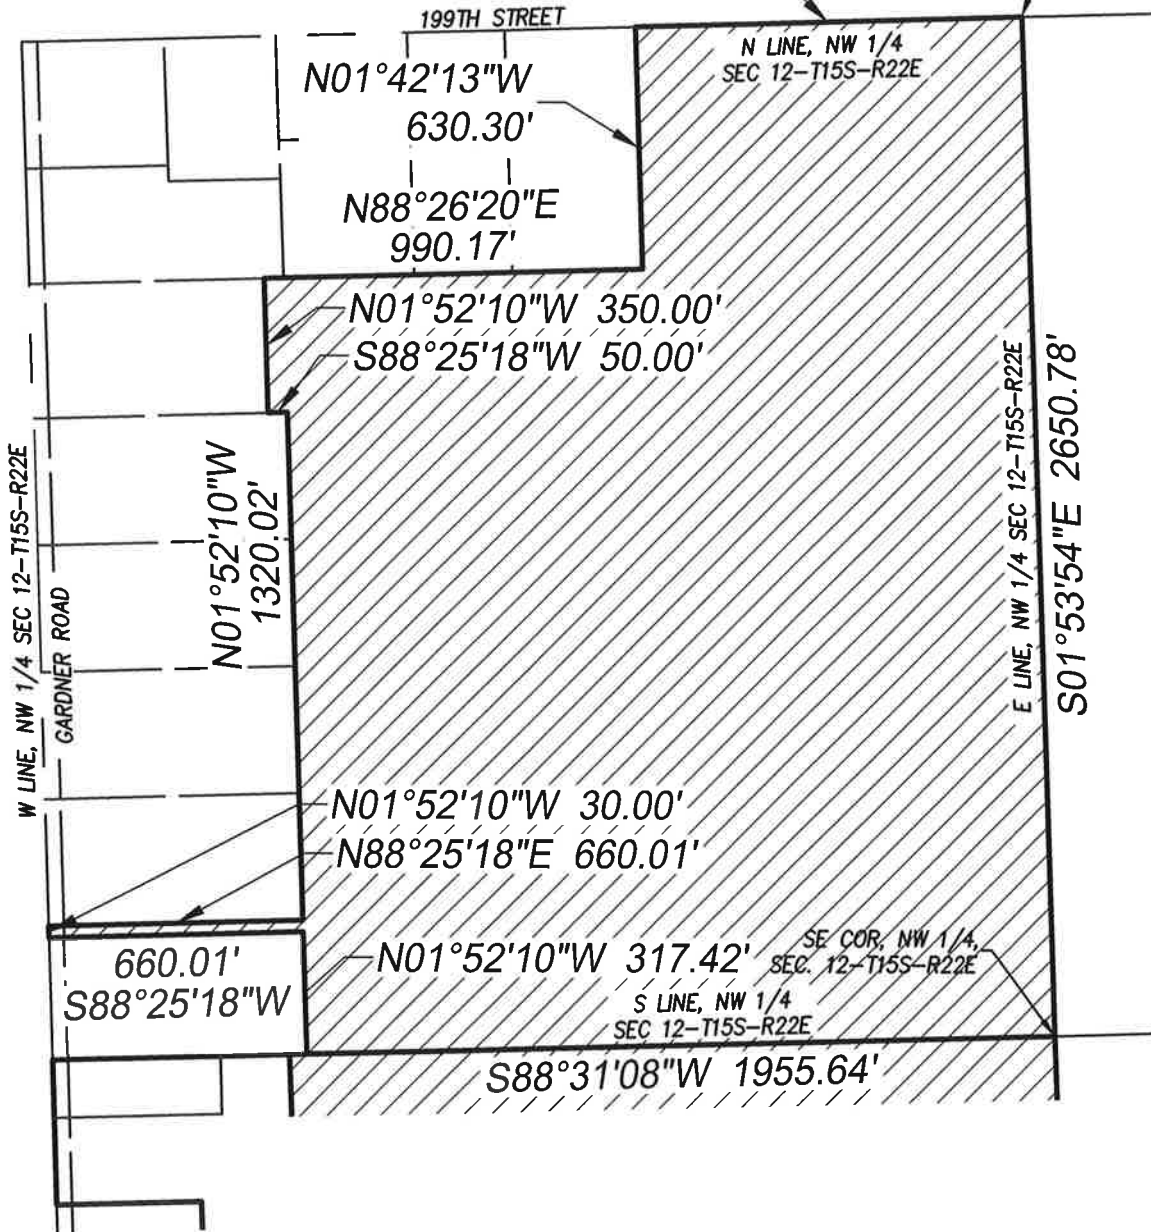 199TH STREET
N LINE, NW 1/4
SEC 12-T15S-R22E
N01°42'13"W
630.30'
N88°26'20"E
990.17'
N01°52'10"W 350.00'
S88°25'18"W 50.00'
W LINE, NW 1/4 SEC 12-T15S-R22E
GARDNER ROAD
N01°52'10"W
1320.02'
E LINE, NW 1/4 SEC 12-T15S-R22E
S01°53'54"E 2650.78'
N01°52'10"W 30.00'
N88°25'18"E 660.01'
660.01'
S88°25'18"W
N01°52'10"W 317.42'
SE COR, NW 1/4,
SEC. 12-T15S-R22E
S LINE, NW 1/4
SEC 12-T15S-R22E
S88°31'08"W 1955.64'